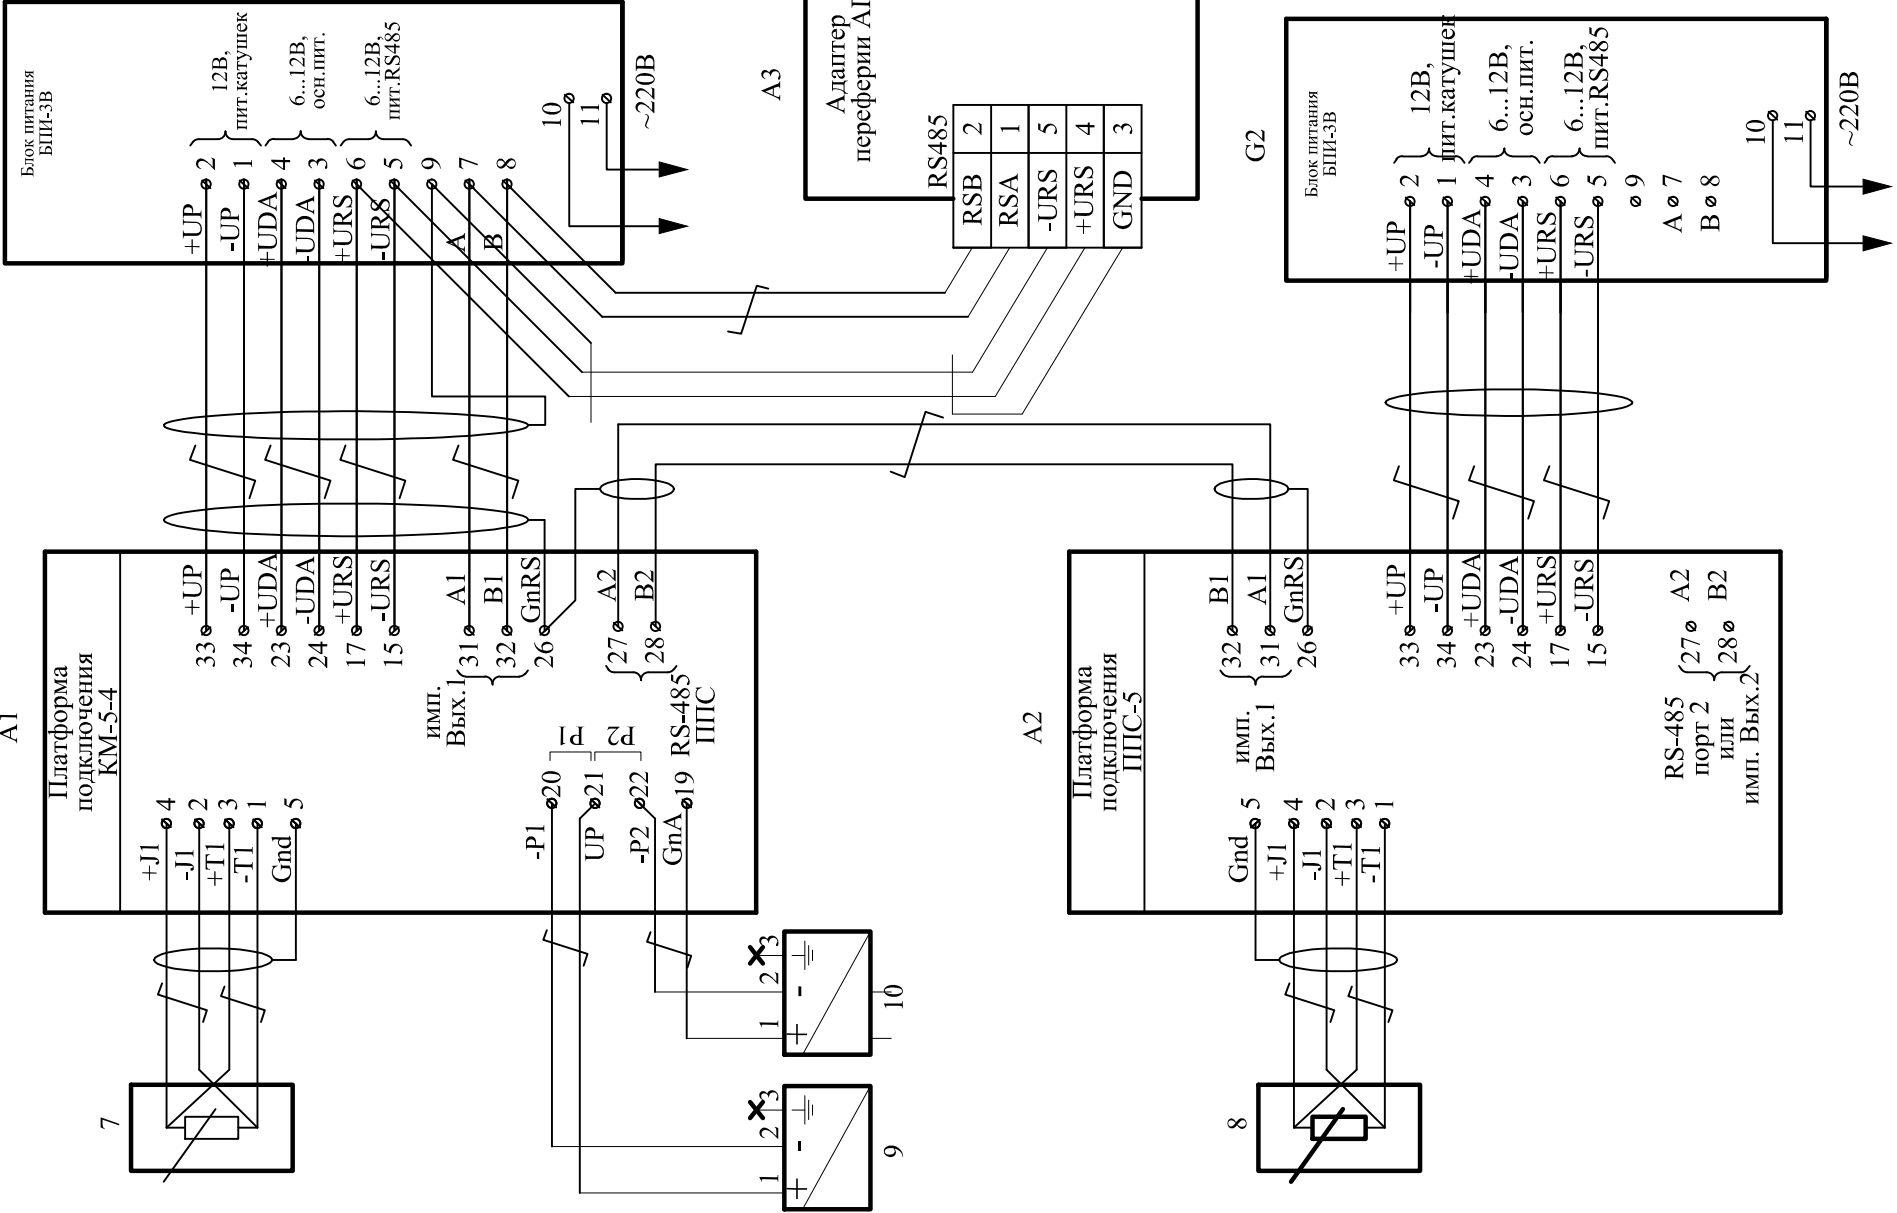 Блок питания
БПИ-3В
12В,
пит.катушек
6...12В,
осн.пит.
6...12В,
пит.RS485
2
1
4
3
6
5
9
7
8
+UP
-UP
+UDA
-UDA
+URS
-URS
A
B
10
11
~220В
A3
Адаптер
переферии
RS485
RSB 2
RSA 1
-URS 5
+URS 4
GND 3
G2
Блок питания
БПИ-3В
12В,
пит.катушек
6...12В,
осн.пит.
6...12В,
пит.RS485
2
1
4
3
6
5
9
A 7
B 8
+UP
-UP
+UDA
-UDA
+URS
-URS
10
11
~220В
A1
Платформа
подключения
КМ-5-4
+UP
-UP
+UDA
-UDA
+URS
-URS
A1
B1
GnRS
A2
B2
33
34
23
24
17
15
31
32
26
27
28
имп.
Вых.1
RS-485
ППС
P1
P2
4
2
3
1
5
+J1
-J1
+T1
-T1
Gnd
20
21
22
19
-P1
UP
-P2
GnA
7
1
2
3
+
-
10
1
2
3
+
-
9
A2
Платформа
подключения
ППС-5
B1
A1
GnRS
+UP
-UP
+UDA
-UDA
+URS
-URS
32
31
26
33
34
23
24
17
15
27 A2
28 B2
имп.
Вых.1
RS-485
порт 2
или
имп. Вых.2
5
4
2
3
1
Gnd
+J1
-J1
+T1
-T1
8